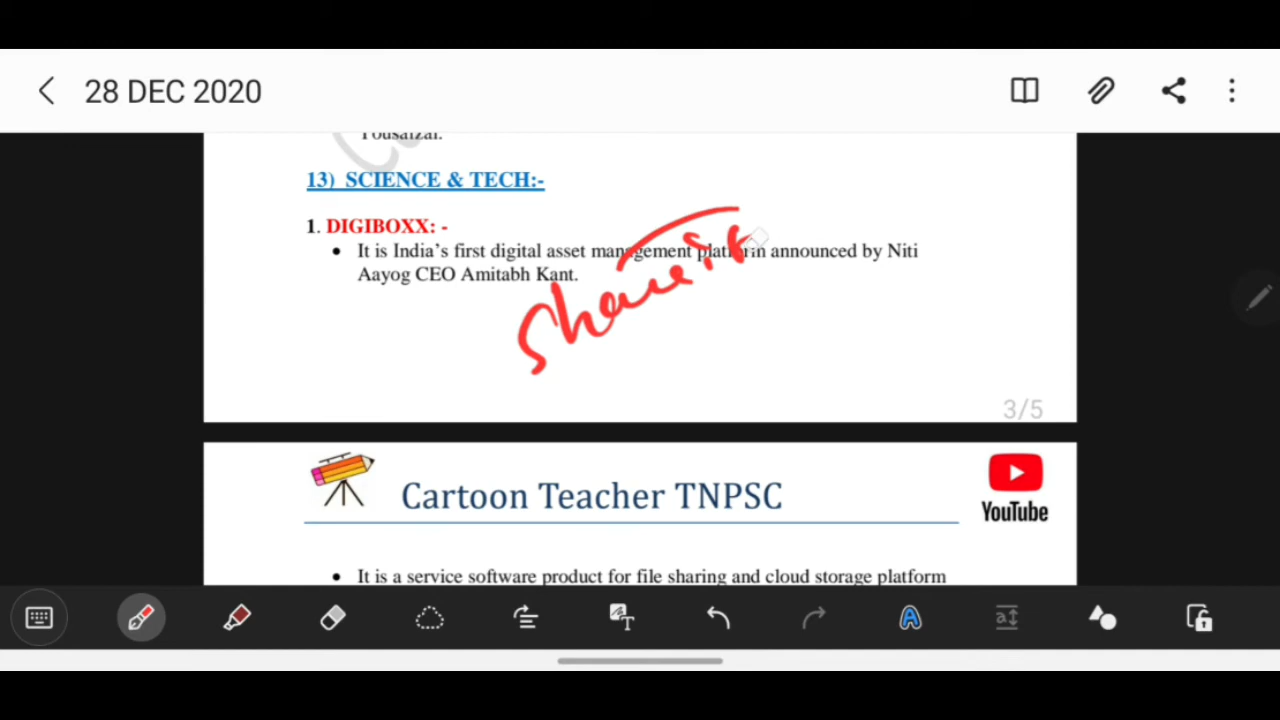 28 DEC 2020
Yousafzai.
13) SCIENCE & TECH:-
1. DIGIBOXX: -
• It is India's first digital asset management platform announced by Niti
Aayog CEO Amitabh Kant.
Shareit
3/5
Cartoon Teacher TNPSC
YouTube
• It is a service software product for file sharing and cloud storage platform